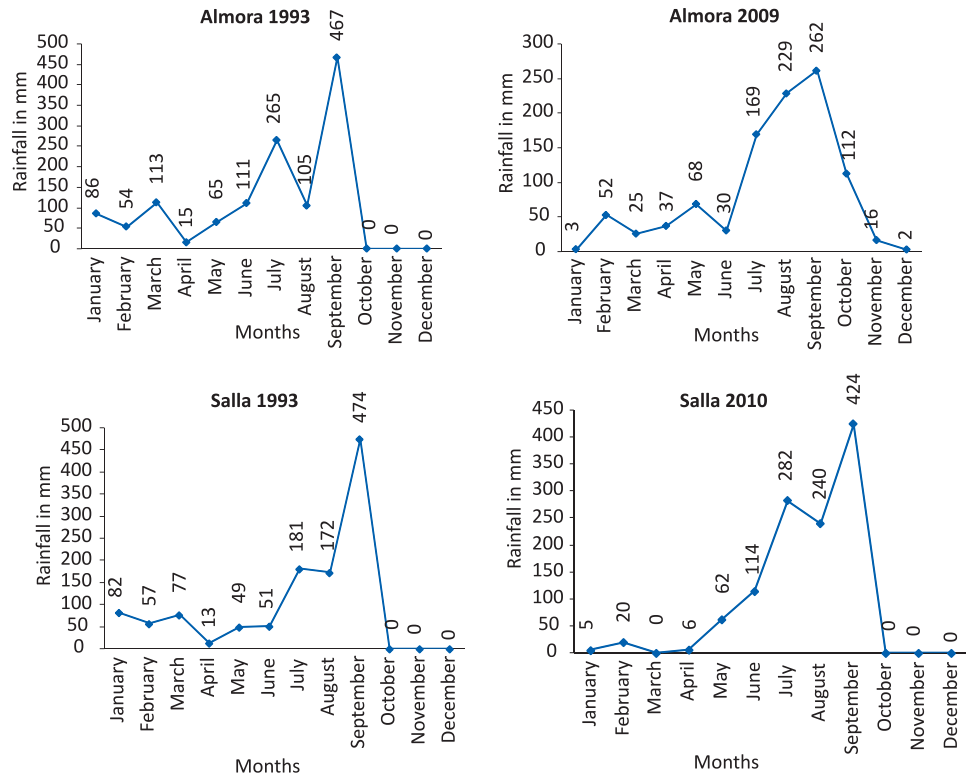 Almora 1993
Rainfall in mm
500
450
400
350
300
250
200
150
100
50
0
86
54
113
15
65
111
265
105
467
0
0
0
January
February
March
April
May
June
July
August
September
October
November
December
Months
Almora 2009
Rainfall in mm
300
250
200
150
100
50
0
3
52
25
37
68
30
169
229
262
112
16
2
January
February
March
April
May
June
July
August
September
October
November
December
Months
Salla 1993
Rainfall in mm
500
450
500
350
300
250
200
150
100
50
0
82
57
77
13
49
51
181
172
474
0
0
0
January
February
March
April
May
June
July
August
September
October
November
December
Months
Salla 2010
Rainfall in mm
450
400
350
300
250
200
150
100
50
0
5
20
0
6
62
114
282
240
424
0
0
0
January
February
March
April
May
June
July
August
September
October
November
December
Months